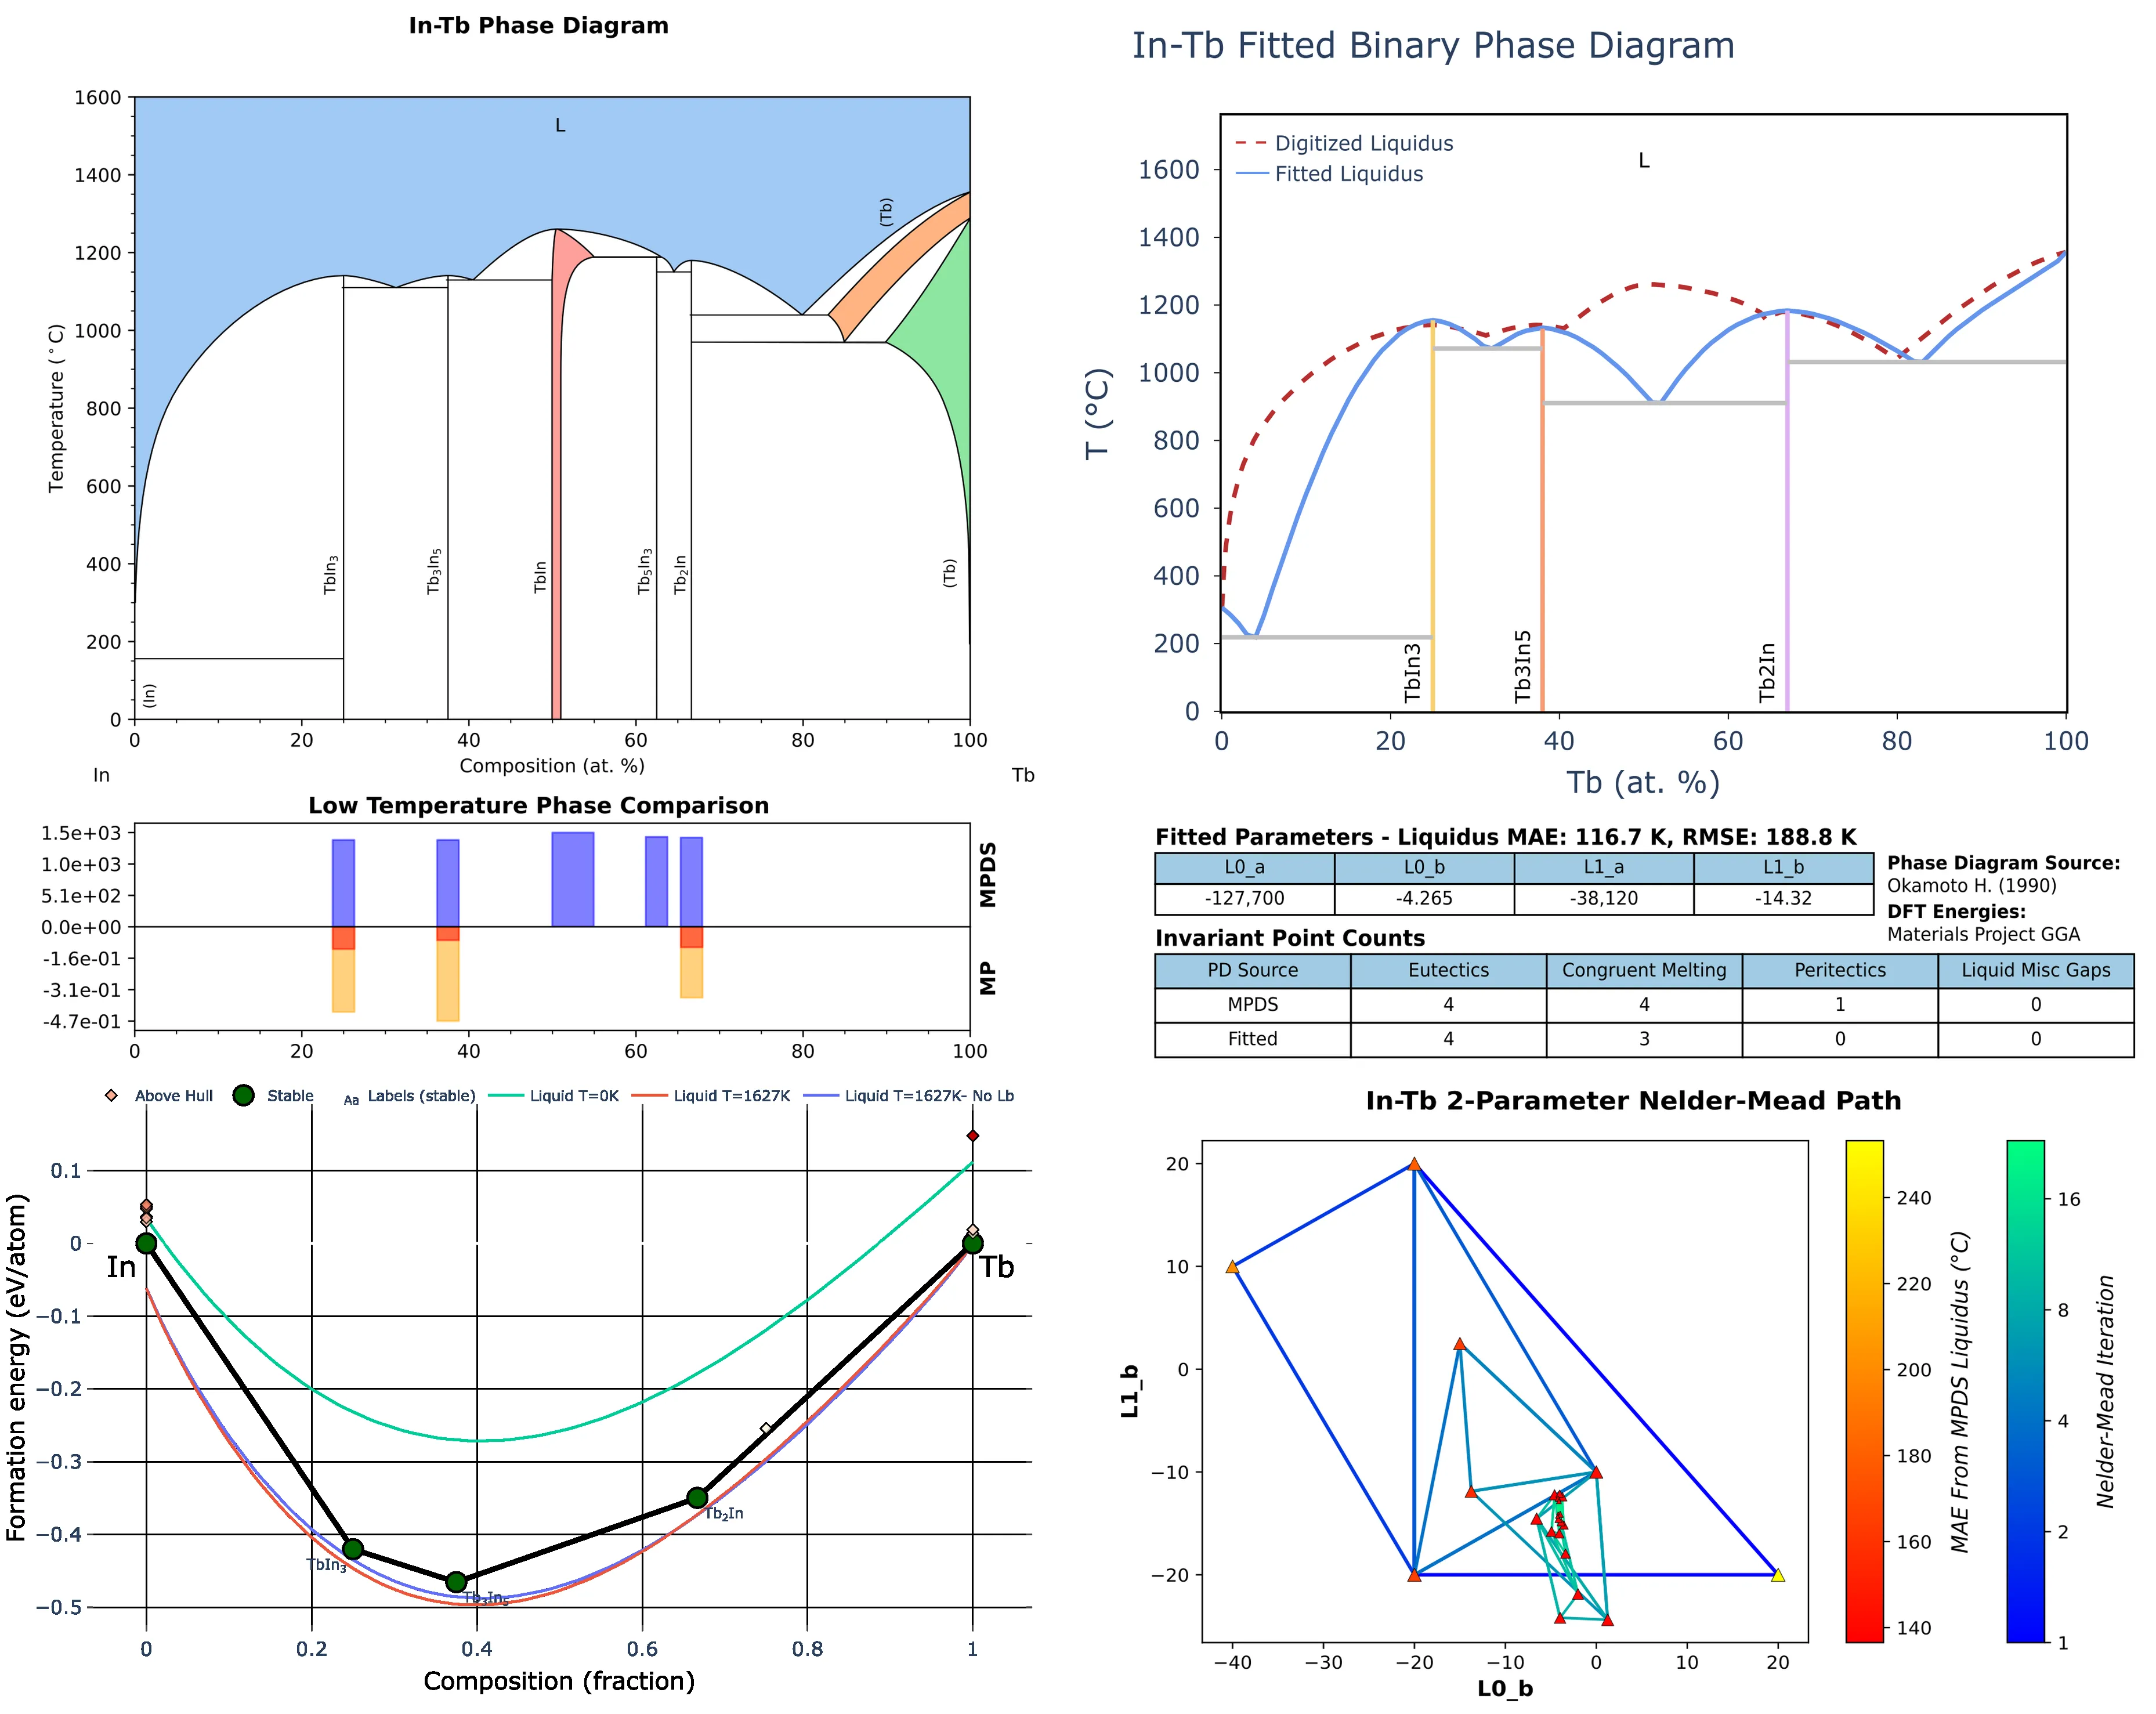 In-Tb Phase Diagram
1600
1400
1200
1000
800
600
400
200
0
Temperature (°C)
L
(Tb)
TbIn3
Tb3In5
TbIn
Tb5In3
Tb2In
(Tb)
(In)
0 20 40 60 80 100
Composition (at. %)
In Tb
In-Tb Fitted Binary Phase Diagram
Digitized Liquidus
Fitted Liquidus
L
1600
1400
1200
1000
800
600
400
200
0
T (°C)
TbIn3
Tb3In5
Tb2In
0 20 40 60 80 100
Tb (at. %)
Low Temperature Phase Comparison
1.5e+03
1.0e+03
5.1e+02
0.0e+00
-1.6e-01
-3.1e-01
-4.7e-01
MPDS
MP
0 20 40 60 80 100
Fitted Parameters - Liquidus MAE: 116.7 K, RMSE: 188.8 K
L0_a L0_b L1_a L1_b
-127,700 -4.265 -38,120 -14.32
Phase Diagram Source:
Okamoto H. (1990)
DFT Energies:
Materials Project GGA
Invariant Point Counts
PD Source Eutectics Congruent Melting Peritectics Liquid Misc Gaps
MPDS 4 4 1 0
Fitted 4 3 0 0
Above Hull Stable Aa Labels (stable) Liquid T=0K Liquid T=1627K Liquid T=1627K- No Lb
0.1
0
−0.1
−0.2
−0.3
−0.4
−0.5
Formation energy (eV/atom)
In
Tb
Tb2In
TbIn3
Tb3In5
0 0.2 0.4 0.6 0.8 1
Composition (fraction)
In-Tb 2-Parameter Nelder-Mead Path
20
10
0
−10
−20
L1_b
−40 −30 −20 −10 0 10 20
L0_b
240
220
200
180
160
140
MAE From MPDS Liquidus (°C)
16
8
4
2
1
Nelder-Mead Iteration